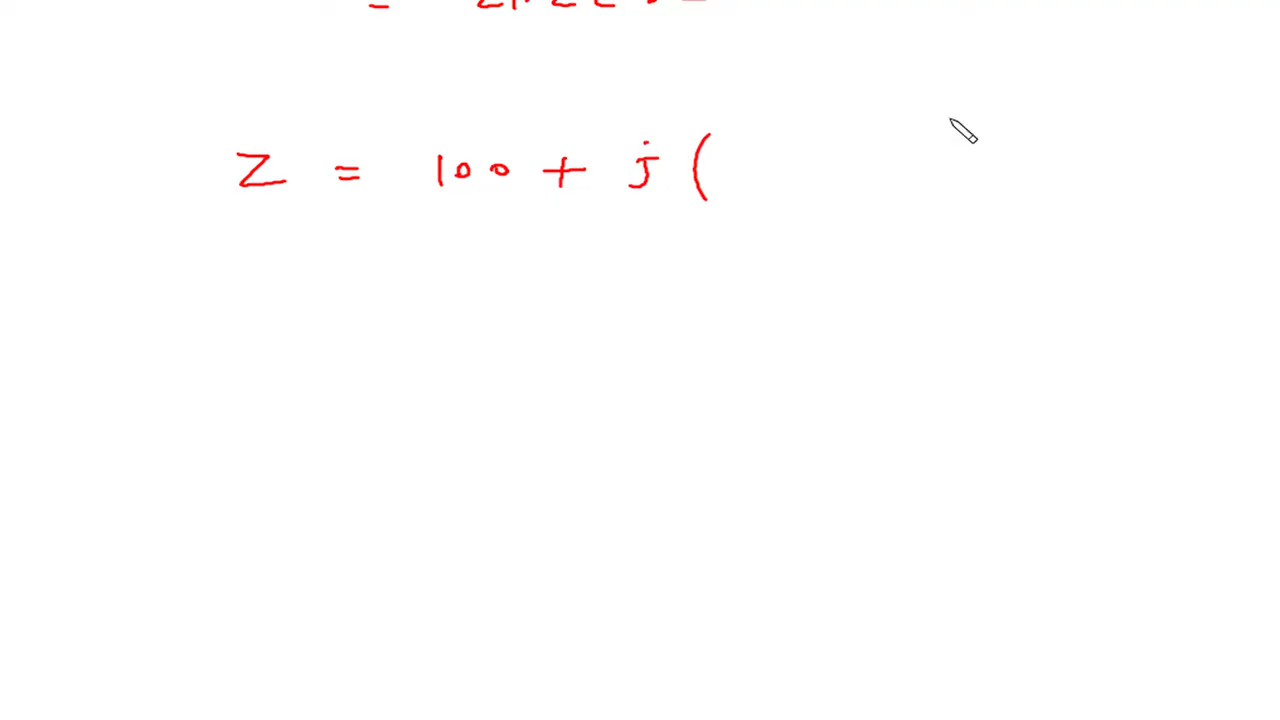 Z = 100 + j (